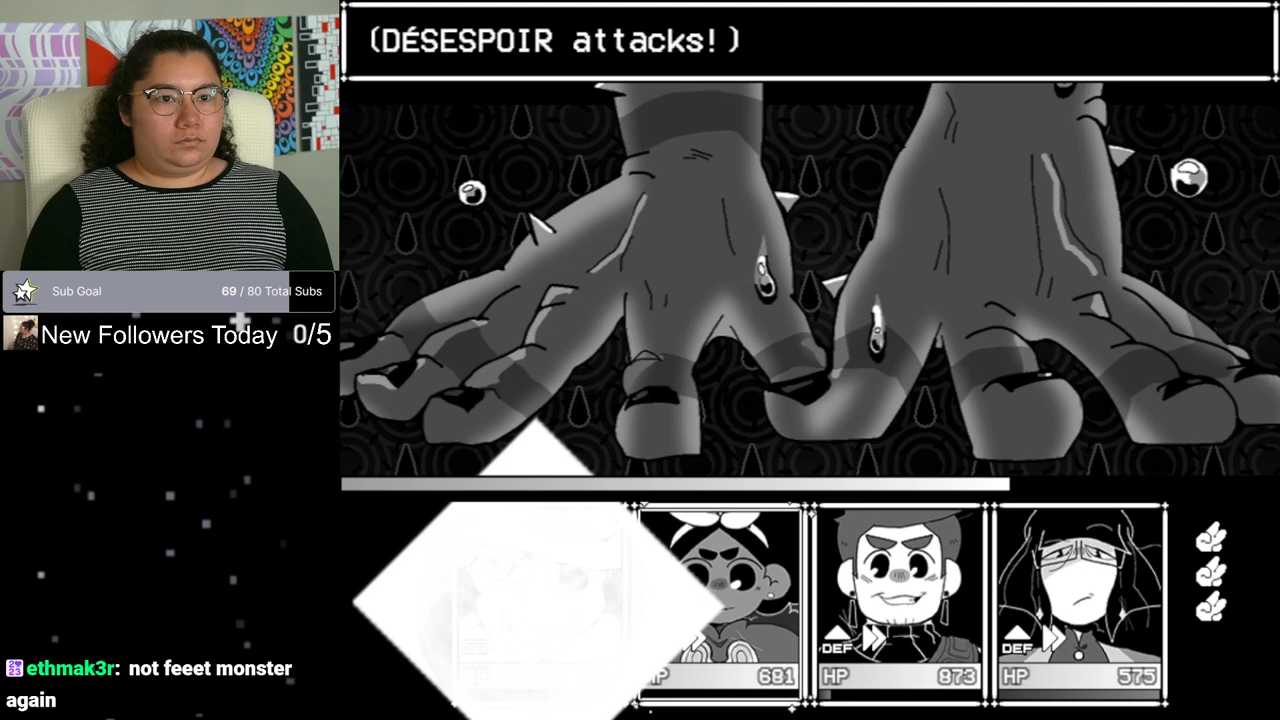 (DÉSESPOIR attacks!)
Sub Goal 69 / 80 Total Subs
New Followers Today 0/5
DEF DEF
HP 681 HP 873 HP 575
ethmak3r: not feeet monster
again